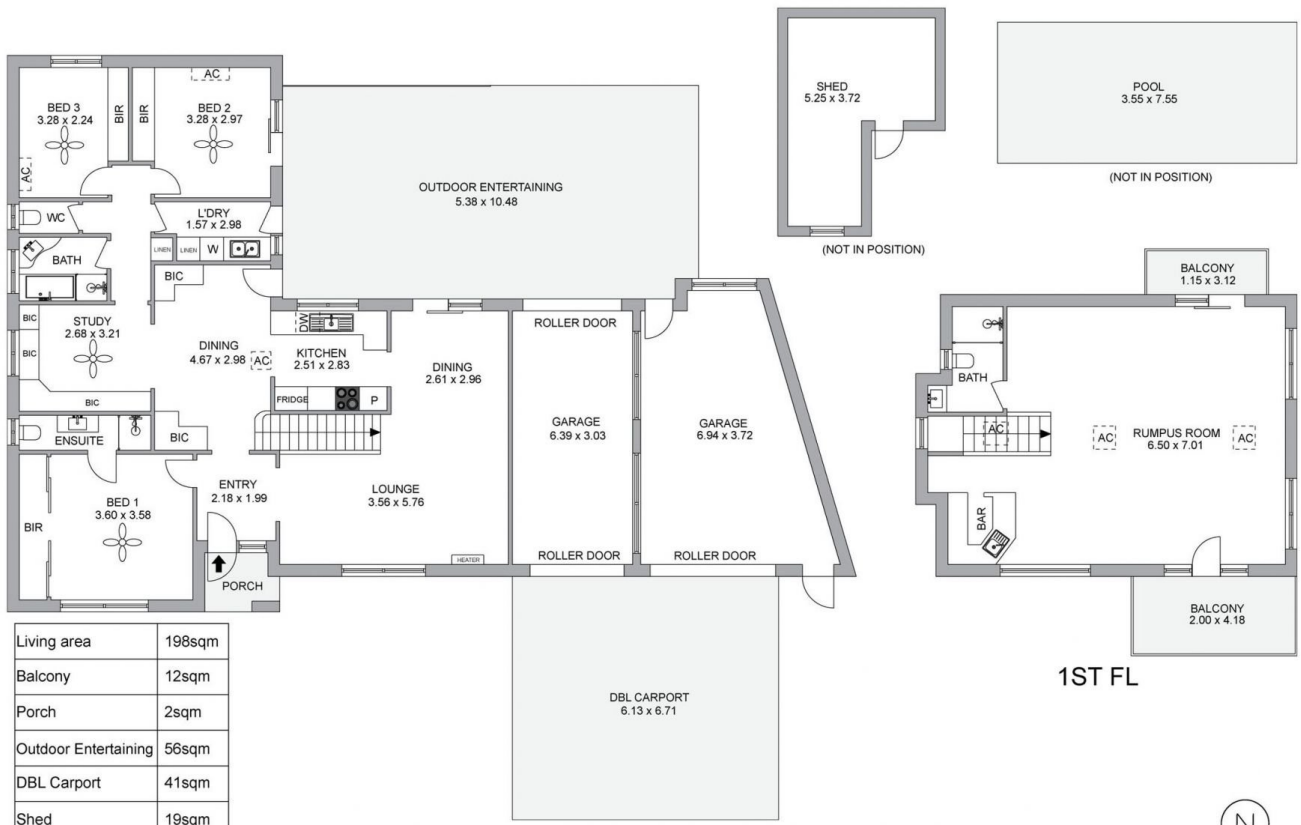 BED 3
3.28 x 2.24
AC
BIR
BIR
AC
BED 2
3.28 x 2.97
WC
L'DRY
1.57 x 2.98
BATH
LINEN
LINEN
W
BIC
STUDY
2.68 x 3.21
BIC
BIC
BIC
DINING
4.67 x 2.98
AC
DW
KITCHEN
2.51 x 2.83
FRIDGE
P
DINING
2.61 x 2.96
ENSUITE
BIC
BED 1
3.60 x 3.58
BIR
ENTRY
2.18 x 1.99
LOUNGE
3.56 x 5.76
HEATER
PORCH
OUTDOOR ENTERTAINING
5.38 x 10.48
ROLLER DOOR
GARAGE
6.39 x 3.03
ROLLER DOOR
GARAGE
6.94 x 3.72
ROLLER DOOR
DBL CARPORT
6.13 x 6.71
SHED
5.25 x 3.72
(NOT IN POSITION)
POOL
3.55 x 7.55
(NOT IN POSITION)
BALCONY
1.15 x 3.12
BATH
AC
AC
RUMPUS ROOM
6.50 x 7.01
AC
BAR
BALCONY
2.00 x 4.18
1ST FL
Living area 198sqm
Balcony 12sqm
Porch 2sqm
Outdoor Entertaining 56sqm
DBL Carport 41sqm
Shed 19sqm
N